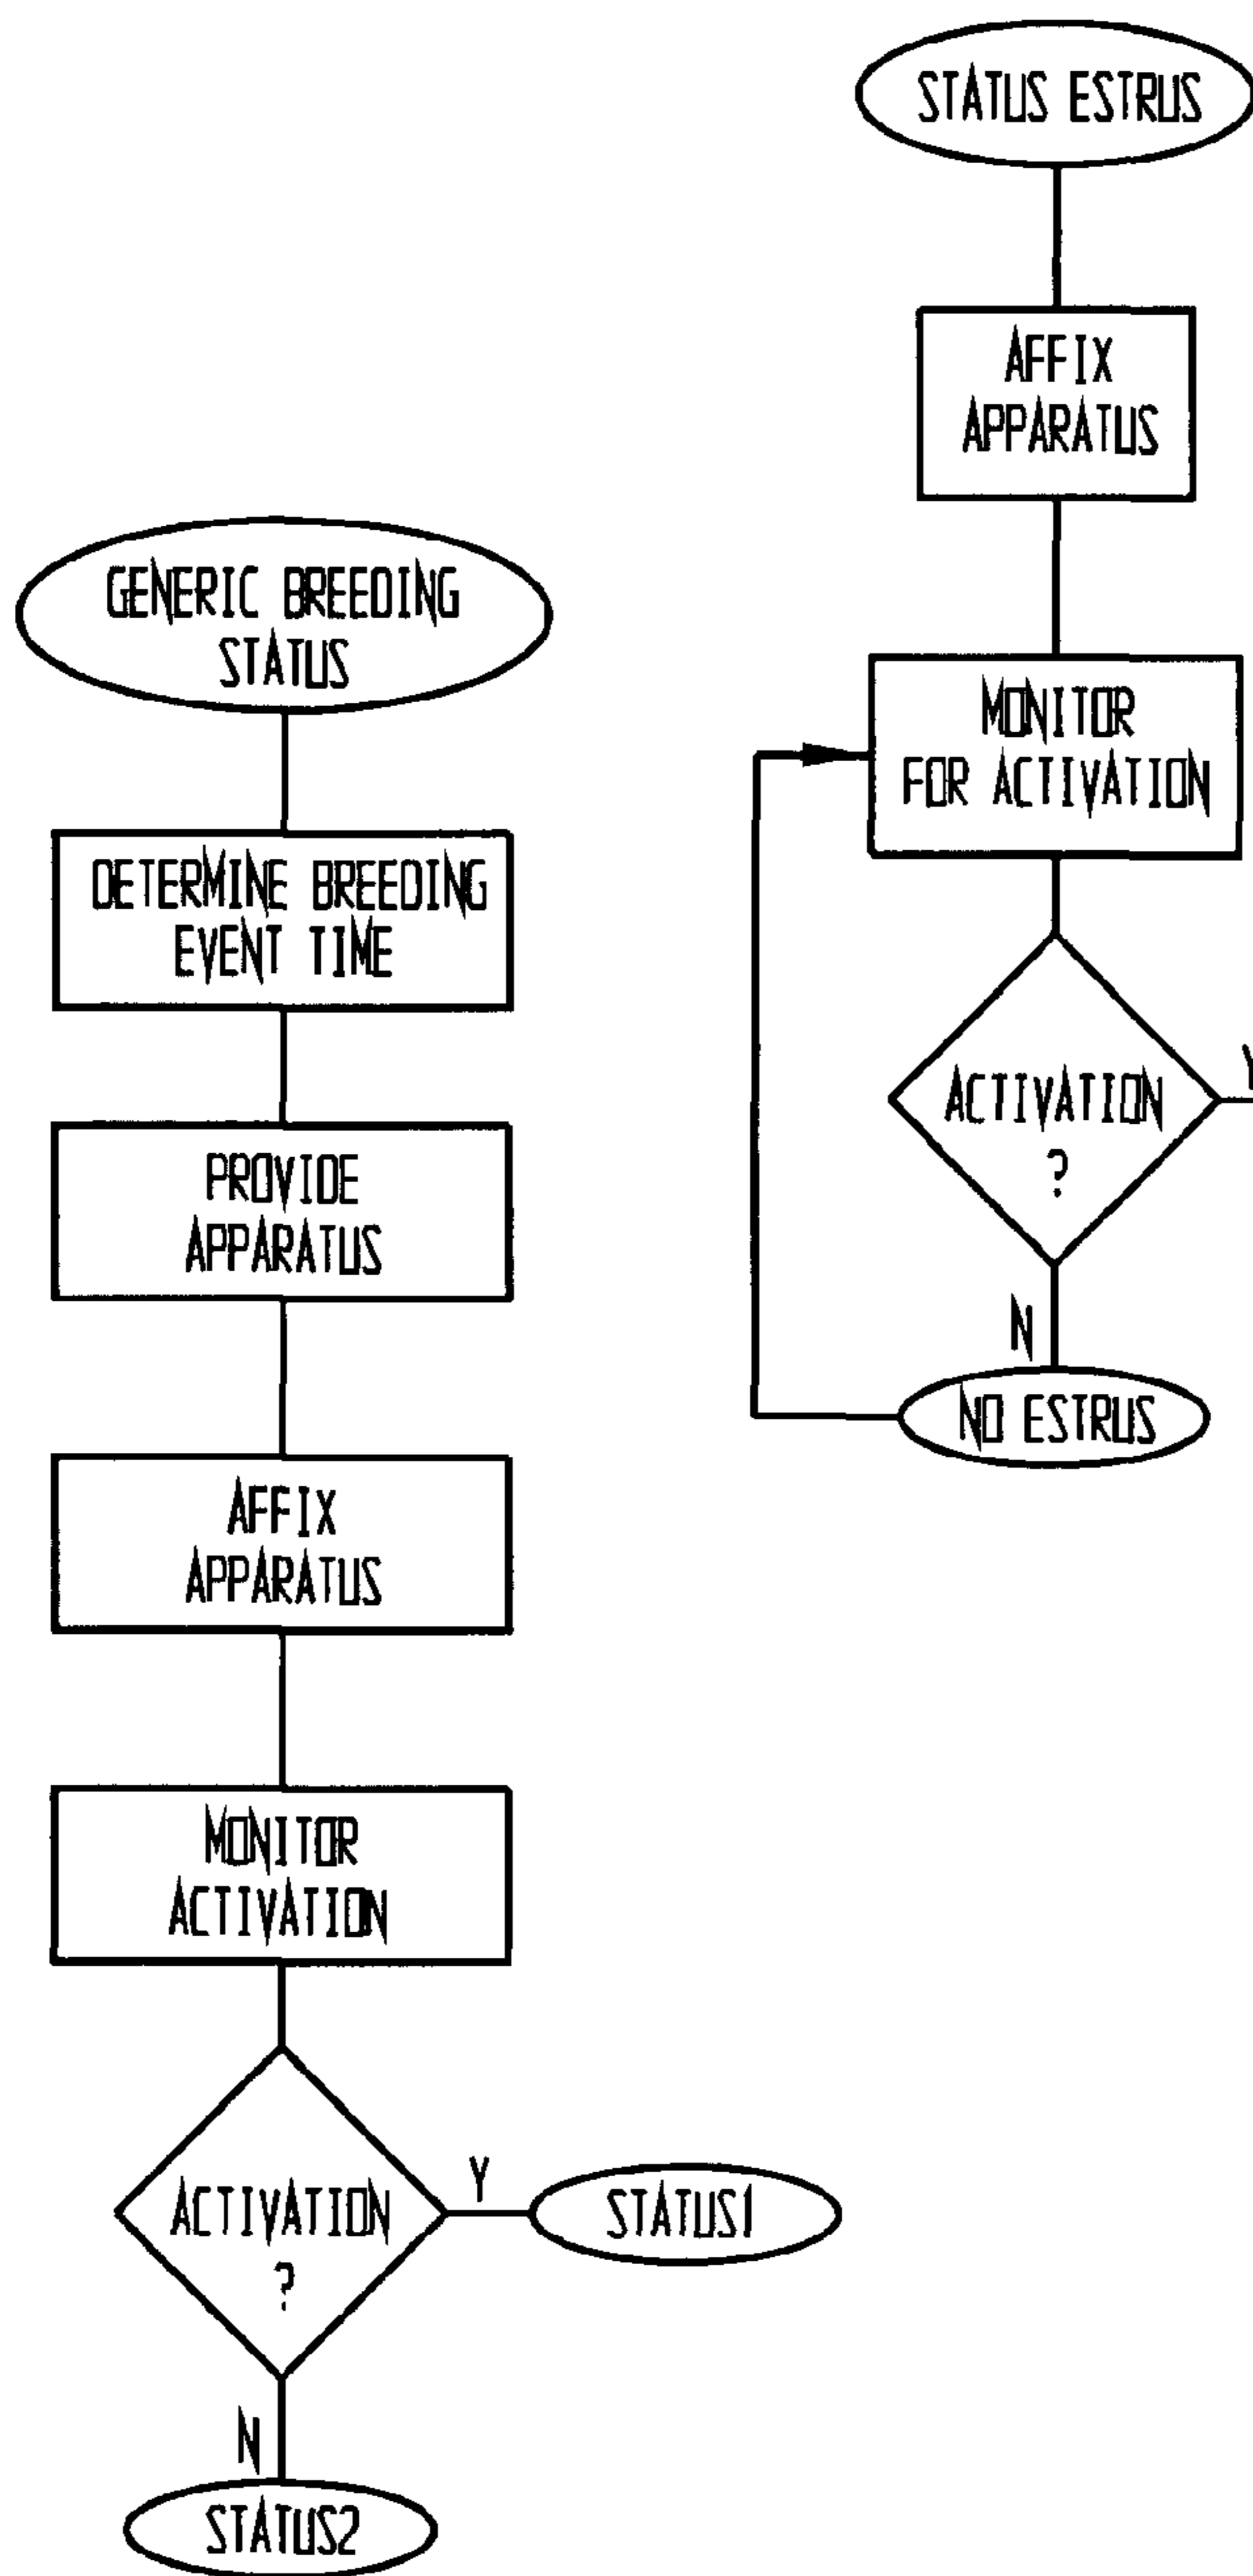 GENERIC BREEDING
STATUS
DETERMINE BREEDING
EVENT TIME
PROVIDE
APPARATUS
AFFIX
APPARATUS
MONITOR
ACTIVATION
ACTIVATION
?
Y
STATUS1
N
STATUS2
STATUS ESTRUS
AFFIX
APPARATUS
MONITOR
FOR ACTIVATION
ACTIVATION
?
Y
N
NO ESTRUS